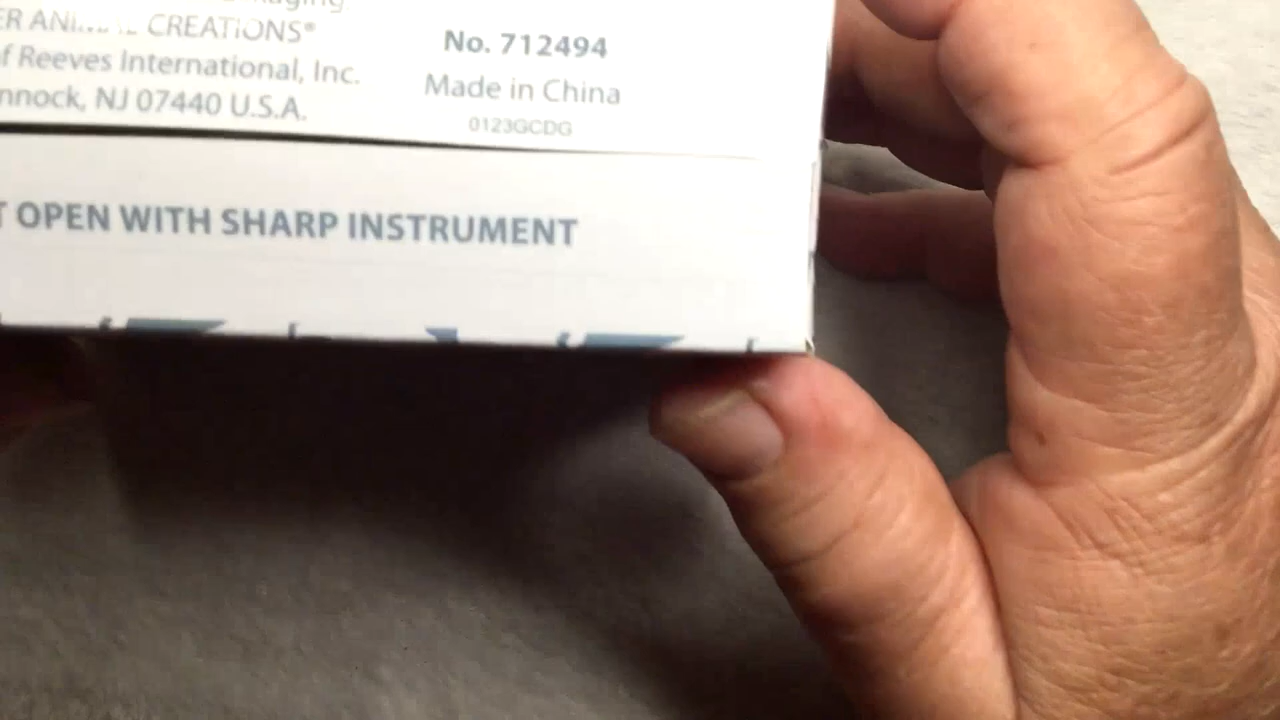 CREATIONS®
No. 712494
Reeves International, Inc.
Made in China
NJ 07440 U.S.A.
0123GCDG
OPEN WITH SHARP INSTRUMENT